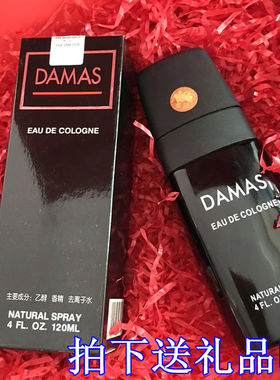 DAMAS
EAU DE COLOGNE
主要成分：乙醇 香精 去离子水
NATURAL SPRAY
4 FL. OZ. 120ML
DAMAS
EAU DE COLOGNE
NATURAL
4 FL. OZ.
拍下送礼品